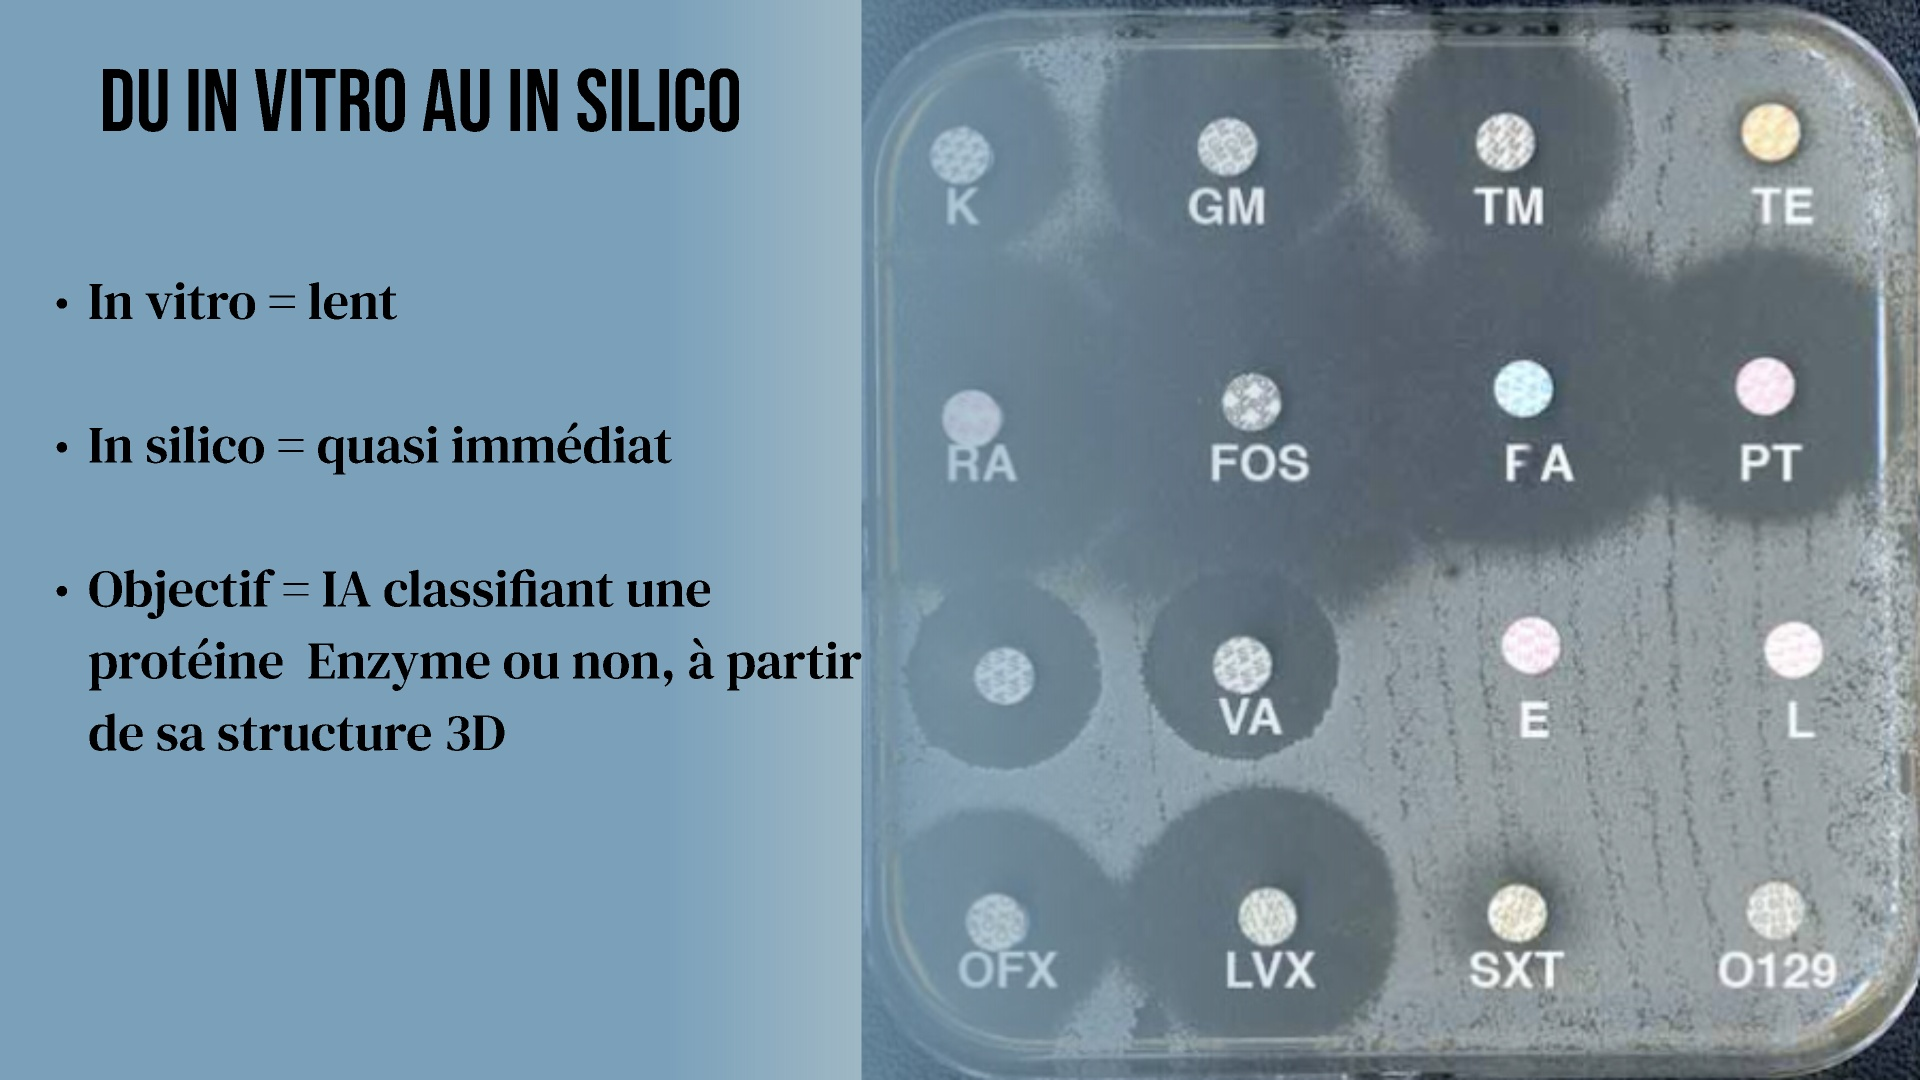 DU IN VITRO AU IN SILICO
• In vitro = lent
• In silico = quasi immédiat
• Objectif = IA classifiant une
protéine  Enzyme ou non, à partir
de sa structure 3D
K GM TM TE
RA FOS F A PT
VA E L
OFX LVX SXT O129